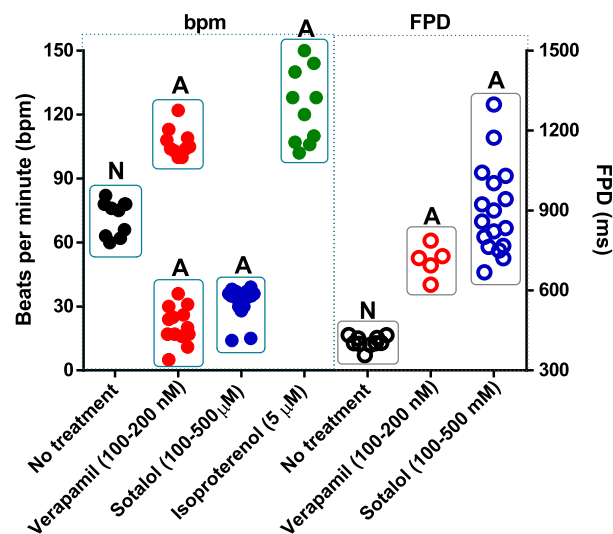 bpm
FPD
150
120
90
60
30
0
Beats per minute (bpm)
N
A
A
A
A
N
A
A
1500
1200
900
600
300
FPD (ms)
No treatment
Verapamil (100-200 nM)
Sotalol (100-500µM)
Isoproterenol (5 µM)
No treatment
Verapamil (100-200 nM)
Sotalol (100-500 mM)